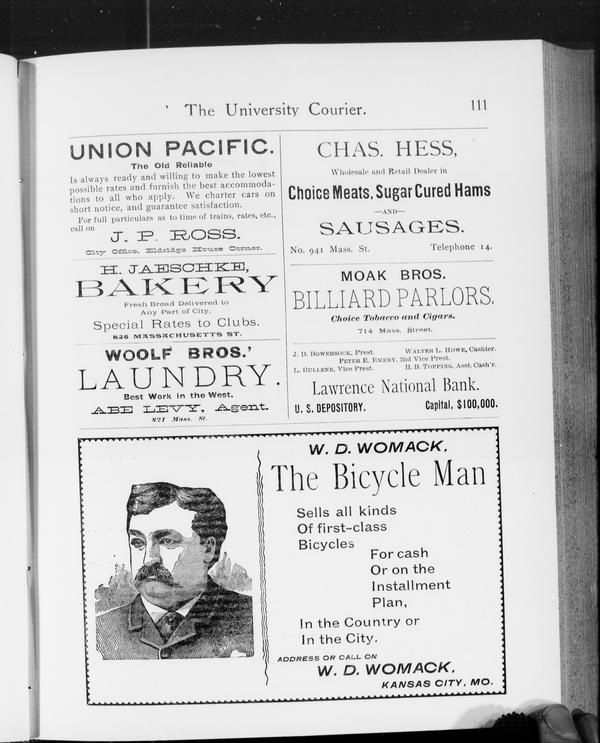 The University Courier.
111
UNION PACIFIC.
The Old Reliable
Is always ready and willing to make the lowest
possible rates and furnish the best accommoda-
tions to all who apply. We charter cars on
short notice, and guarantee satisfaction.
For full particulars as to time of trains, rates, etc.,
call on
J. P. ROSS.
City Office. Eldridge House Corner.
H. JAESCHKE,
BAKERY
Fresh Bread Delivered to
Any Part of City.
Special Rates to Clubs.
828 MASSACHUSETTS ST.
WOOLF BROS.'
LAUNDRY.
Best Work in the West.
ABE LEVY, Agent.
821 Mass. St.
CHAS. HESS,
Wholesale and Retail Dealer in
Choice Meats, Sugar Cured Hams
—AND—
SAUSAGES.
No. 941 Mass. St. Telephone 14.
MOAK BROS.
BILLIARD PARLORS.
Choice Tobacco and Cigars.
714 Mass. Street.
J. D. BOWERSOCK, Prest. WALTER L. HOWE, Cashier.
PETER E. EMERY, 2nd Vice Prest.
L. BULLENE, Vice Prest. H. B. TOPPING, Asst. Cash'r.
Lawrence National Bank.
U. S. DEPOSITORY. Capital, $100,000.
W. D. WOMACK,
The Bicycle Man
Sells all kinds
Of first-class
Bicycles
For cash
Or on the
Installment
Plan,
In the Country or
In the City.
ADDRESS OR CALL ON
W. D. WOMACK,
KANSAS CITY, MO.